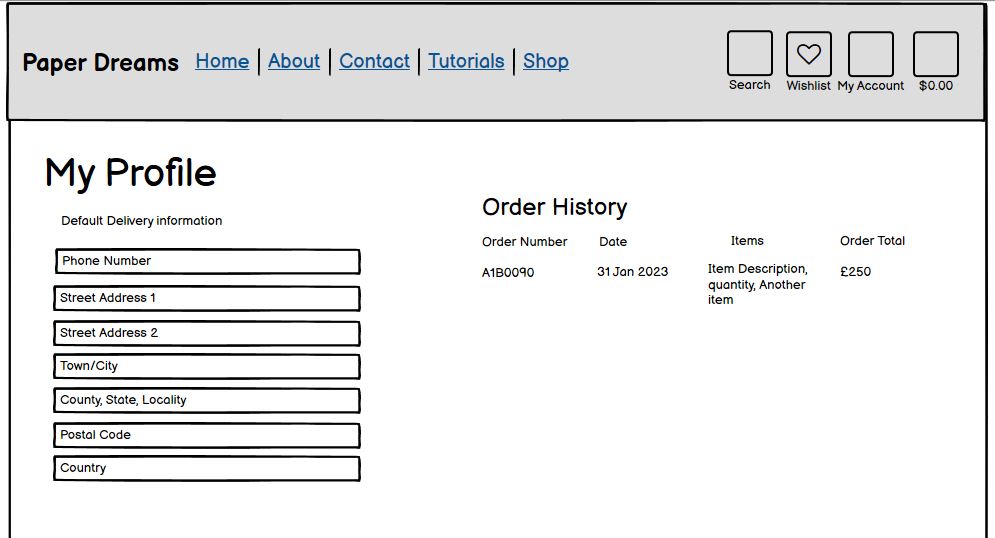 Paper Dreams Home About Contact Tutorials Shop
Search Wishlist My Account $0.00
My Profile
Default Delivery information
Phone Number
Street Address 1
Street Address 2
Town/City
County, State, Locality
Postal Code
Country
Order History
Order Number Date Items Order Total
A1B0090 31 Jan 2023 Item Description, £250
quantity, Another
item